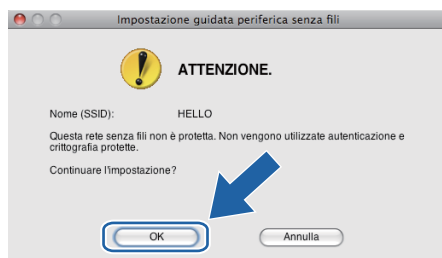 Impostazione guidata periferica senza fili
ATTENZIONE.
Nome (SSID): HELLO
Questa rete senza fili non è protetta. Non vengono utilizzate autenticazione e
crittografia protette.
Continuare l'impostazione?
OK Annulla